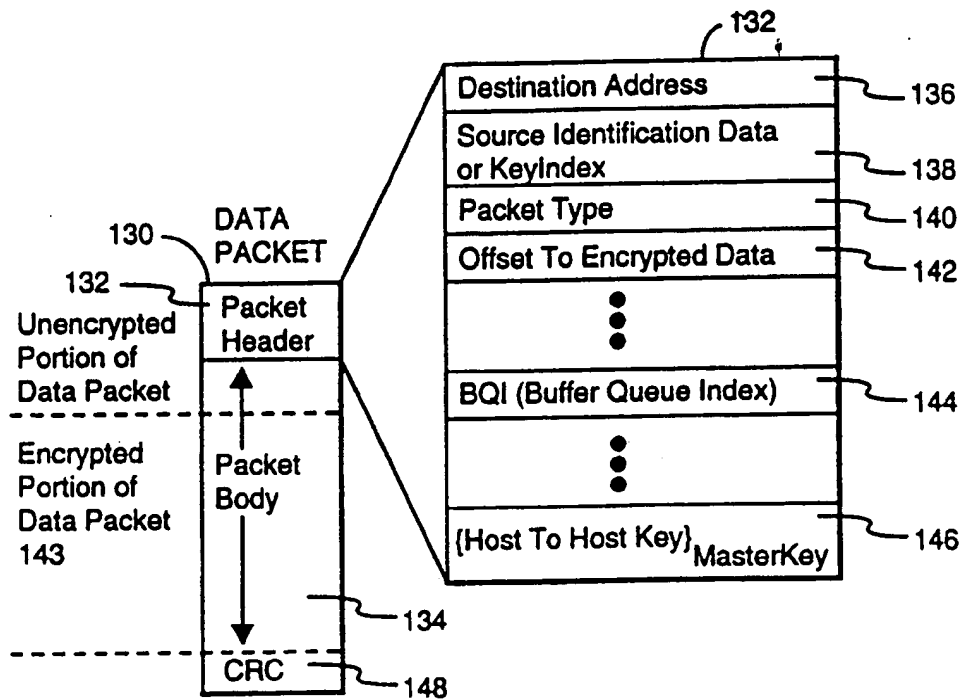 132
Destination Address
136
Source Identification Data
or KeyIndex
138
Packet Type
140
Offset To Encrypted Data
142
BQI (Buffer Queue Index)
144
{Host To Host Key}MasterKey
146
DATA
PACKET
130
132
Packet
Header
Unencrypted
Portion of
Data Packet
Encrypted
Portion of
Data Packet
143
Packet
Body
134
CRC
148